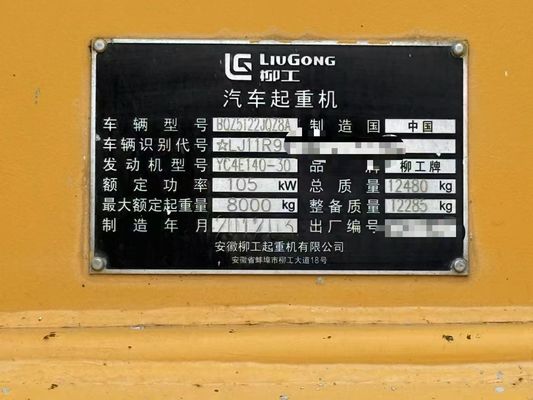 LIUGONG
柳工
汽车起重机
车辆型号 BQZ5122JQZ8A 制造国 中国
车辆识别代号 ☆LJ11R9
发动机型号 YC4E140-30 品牌 柳工牌
额定功率 105 kW 总质量 12480 kg
最大额定起重量 8000 kg 整备质量 12285 kg
制造年月 出厂编号
安徽柳工起重机有限公司
安徽省蚌埠市柳工大道18号